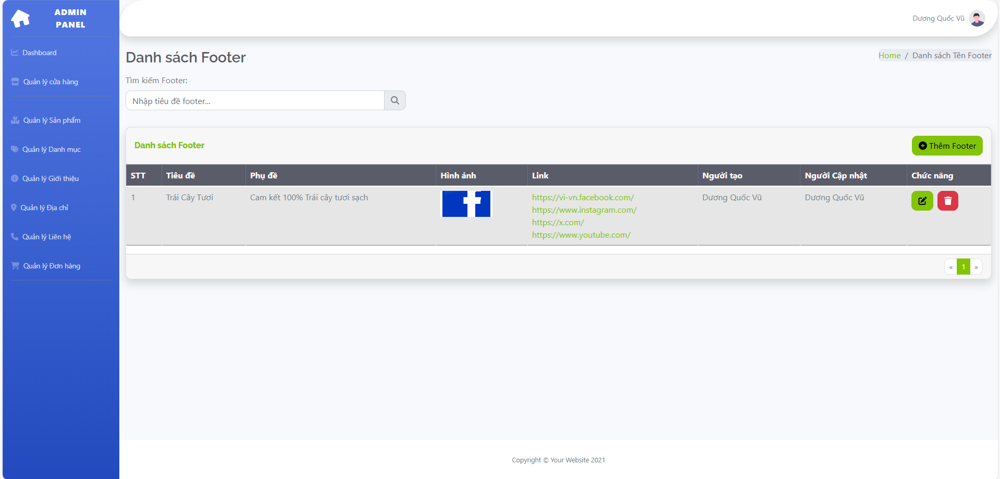 ADMIN
PANEL
Dương Quốc Vũ
Dashboard
Quản lý cửa hàng
Quản lý Sản phẩm
Quản lý Danh mục
Quản lý Giới thiệu
Quản lý Địa chỉ
Quản lý Liên hệ
Quản lý Đơn hàng
Danh sách Footer
Home / Danh sách Tên Footer
Tìm kiếm Footer:
Nhập tiêu đề footer...
Danh sách Footer
Thêm Footer
STT Tiêu đề Phụ đề Hình ảnh Link Người tạo Người Cập nhật Chức năng
1 Trái Cây Tươi Cam kết 100% Trái cây tươi sạch https://vi-vn.facebook.com/ Dương Quốc Vũ Dương Quốc Vũ
https://www.instagram.com/
https://x.com/
https://www.youtube.com/
« 1 »
Copyright © Your Website 2021